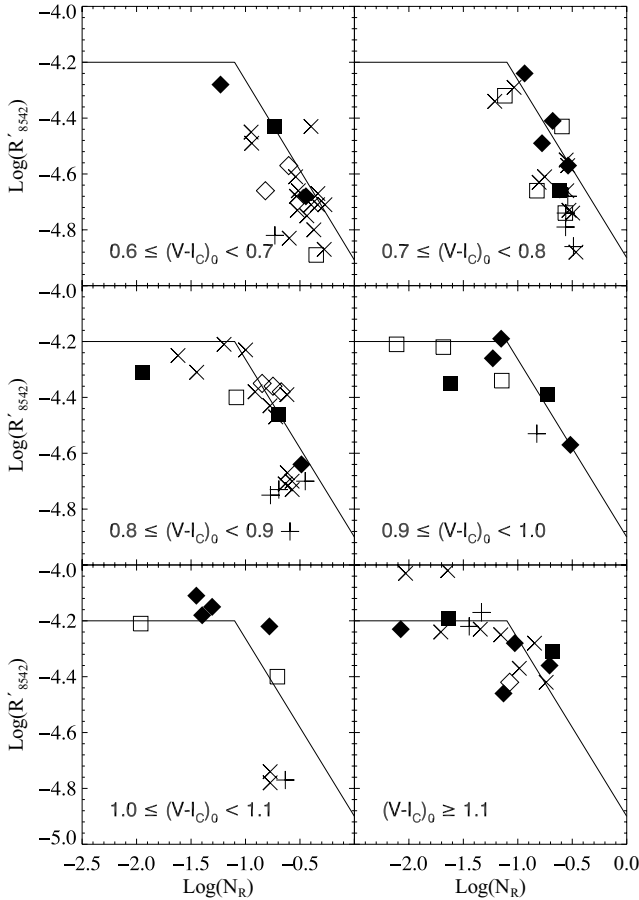 −4.0
−4.2
−4.4
−4.6
−4.8
Log(R′8542)
0.6 ≤ (V-IC)0 < 0.7
0.7 ≤ (V-IC)0 < 0.8
−4.0
−4.2
−4.4
−4.6
−4.8
Log(R′8542)
0.8 ≤ (V-IC)0 < 0.9
0.9 ≤ (V-IC)0 < 1.0
−4.0
−4.2
−4.4
−4.6
−4.8
−5.0
Log(R′8542)
1.0 ≤ (V-IC)0 < 1.1
(V-IC)0 ≥ 1.1
−2.5 −2.0 −1.5 −1.0 −0.5
−2.0 −1.5 −1.0 −0.5 0.0
Log(NR)
Log(NR)